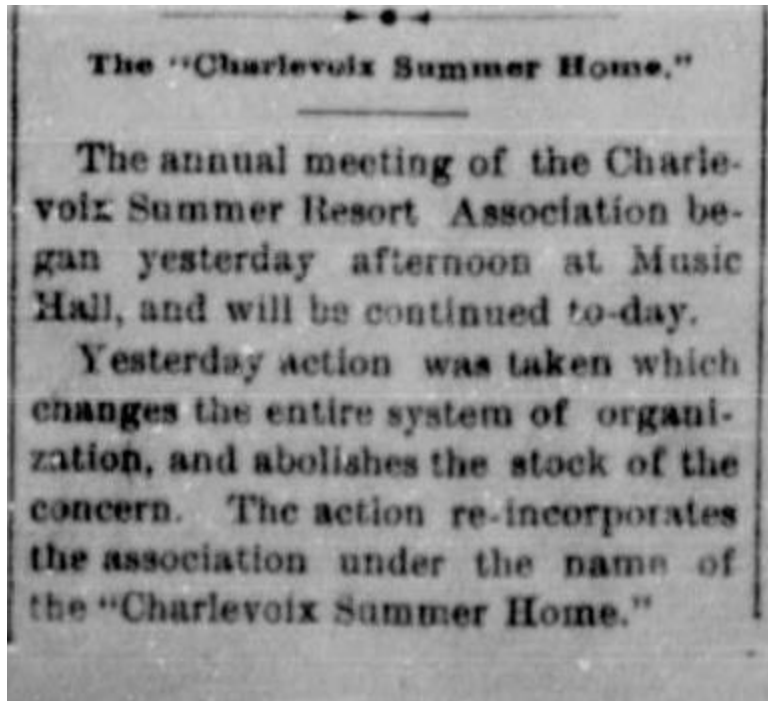 The "Charlevoix Summer Home."
The annual meeting of the Charle-
voix Summer Resort Association be-
gan yesterday afternoon at Music
Hall, and will be continued to-day.
Yesterday action was taken which
changes the entire system of organi-
zation, and abolishes the stock of the
concern. The action re-incorporates
the association under the name of
the "Charlevoix Summer Home."